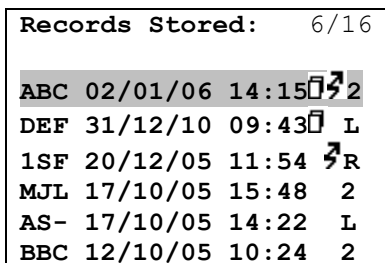 Records Stored: 6/16
ABC 02/01/06 14:15 2
DEF 31/12/10 09:43 L
1SF 20/12/05 11:54 R
MJL 17/10/05 15:48 2
AS- 17/10/05 14:22 L
BBC 12/10/05 10:24 2